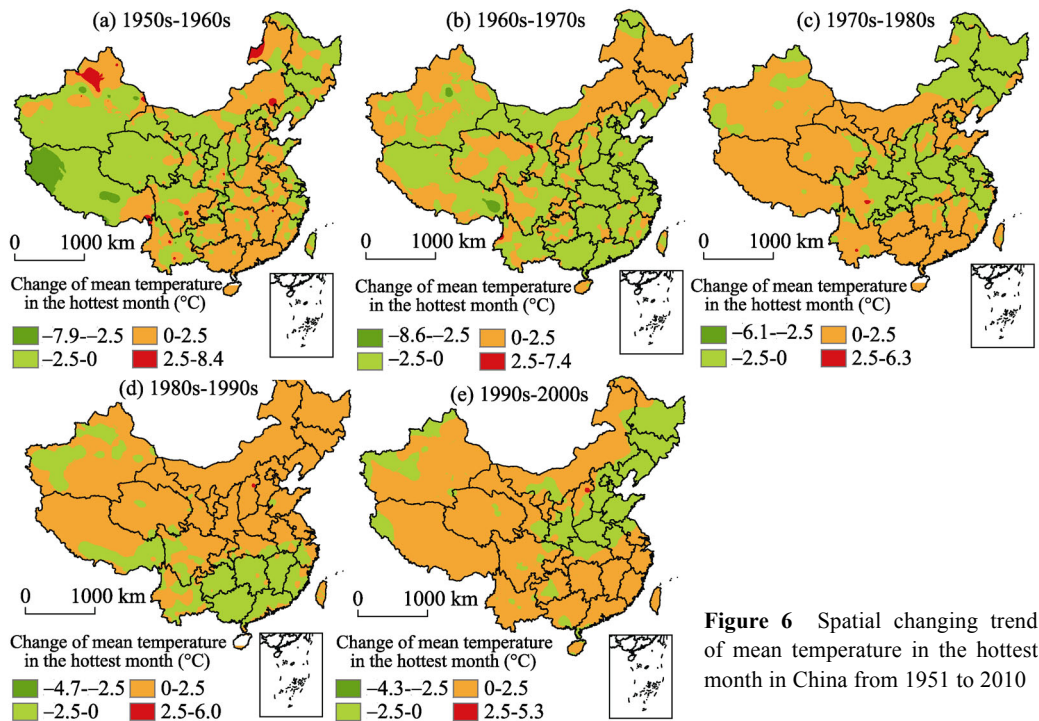 (a) 1950s-1960s
0 1000 km
Change of mean temperature
in the hottest month (°C)
−7.9-−2.5 0-2.5
−2.5-0 2.5-8.4
(b) 1960s-1970s
0 1000 km
Change of mean temperature
in the hottest month (°C)
−8.6-−2.5 0-2.5
−2.5-0 2.5-7.4
(c) 1970s-1980s
0 1000 km
Change of mean temperature
in the hottest month (°C)
−6.1-−2.5 0-2.5
−2.5-0 2.5-6.3
(d) 1980s-1990s
0 1000 km
Change of mean temperature
in the hottest month (°C)
−4.7-−2.5 0-2.5
−2.5-0 2.5-6.0
(e) 1990s-2000s
0 1000 km
Change of mean temperature
in the hottest month (°C)
−4.3-−2.5 0-2.5
−2.5-0 2.5-5.3
Figure 6 Spatial changing trend
of mean temperature in the hottest
month in China from 1951 to 2010